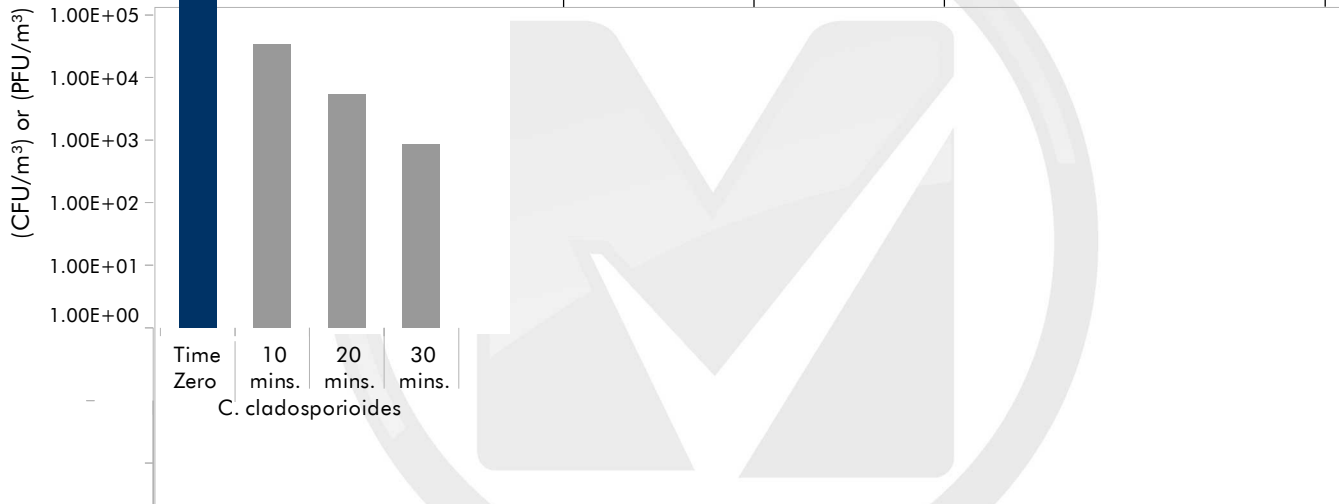 (CFU/m³) or (PFU/m³)
1.00E+05
1.00E+04
1.00E+03
1.00E+02
1.00E+01
1.00E+00
Time Zero
10 mins.
20 mins.
30 mins.
C. cladosporioides